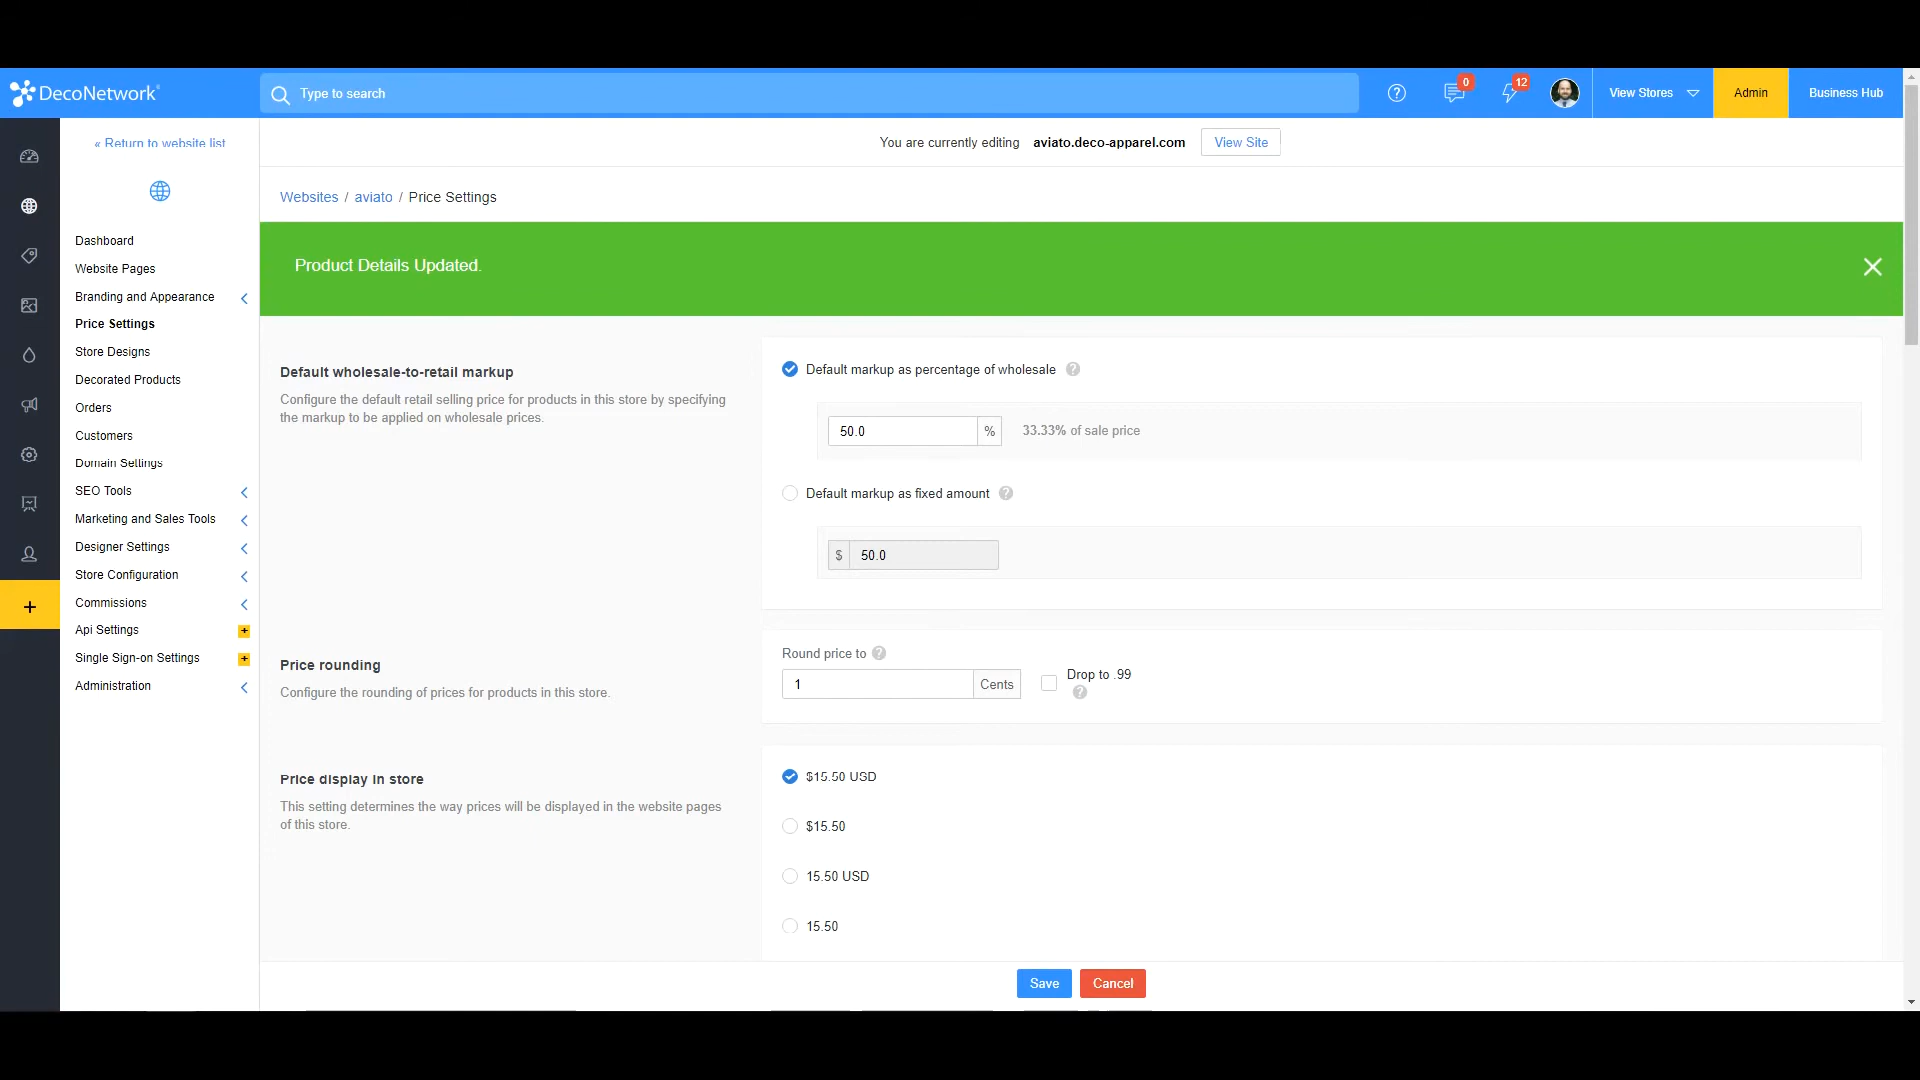 DecoNetwork®
Type to search
0
12
View Stores
Admin
Business Hub
« Return to website list
You are currently editing aviato.deco-apparel.com View Site
Websites / aviato / Price Settings
Dashboard
Website Pages
Branding and Appearance
Price Settings
Store Designs
Decorated Products
Orders
Customers
Domain Settings
SEO Tools
Marketing and Sales Tools
Designer Settings
Store Configuration
Commissions
Api Settings
Single Sign-on Settings
Administration
Product Details Updated.
Default wholesale-to-retail markup
Configure the default retail selling price for products in this store by specifying
the markup to be applied on wholesale prices.
Default markup as percentage of wholesale ?
50.0 % 33.33% of sale price
Default markup as fixed amount ?
$ 50.0
Price rounding
Configure the rounding of prices for products in this store.
Round price to ?
1 Cents
Drop to .99
?
Price display in store
This setting determines the way prices will be displayed in the website pages
of this store.
$15.50 USD
$15.50
15.50 USD
15.50
Save Cancel